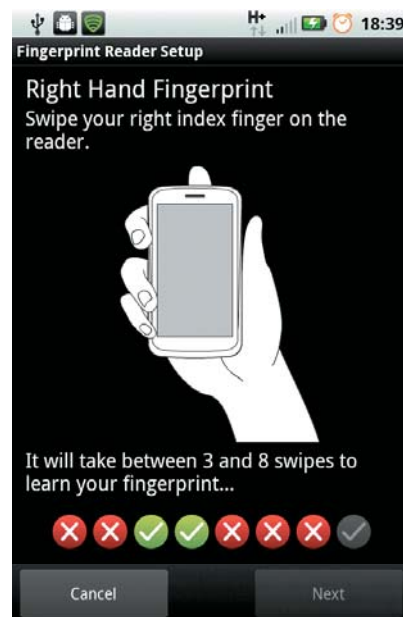 H+ 18:39
Fingerprint Reader Setup
Right Hand Fingerprint
Swipe your right index finger on the
reader.
It will take between 3 and 8 swipes to
learn your fingerprint...
Cancel Next